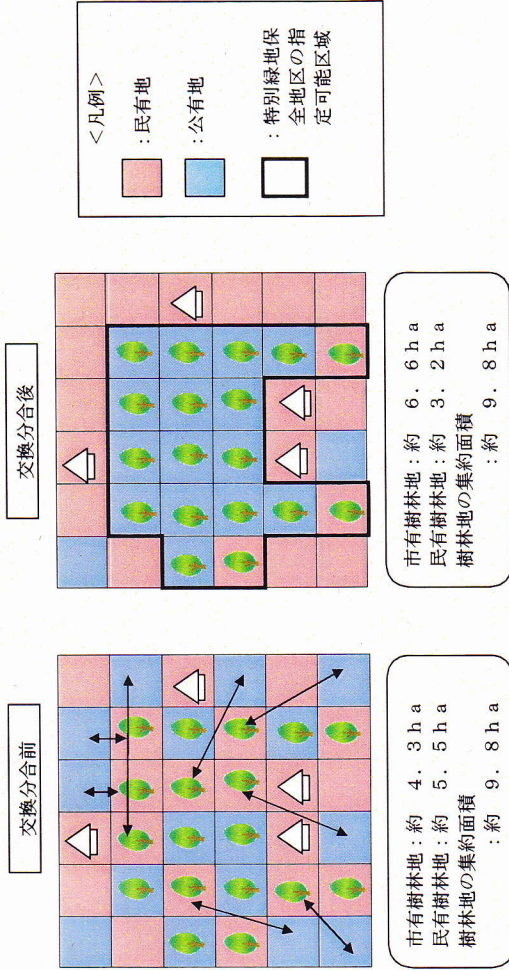 交換分合前
市有樹林地：約 4．3ha
民有樹林地：約 5．5ha
樹林地の集約面積
：約 9．8ha
交換分合後
市有樹林地：約 6．6ha
民有樹林地：約 3．2ha
樹林地の集約面積
：約 9．8ha
＜凡例＞
：民有地
：公有地
：特別緑地保
全地区の指
定可能区域